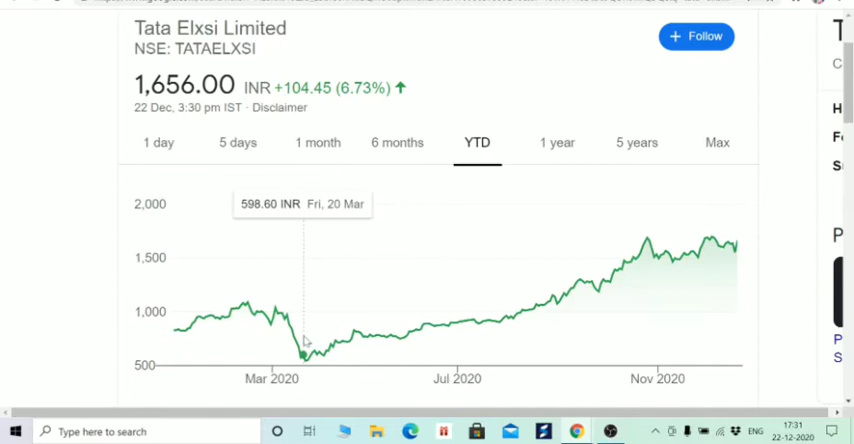 Tata Elxsi Limited
NSE: TATAELXSI
+ Follow
1,656.00 INR +104.45 (6.73%) ↑
22 Dec, 3:30 pm IST · Disclaimer
1 day 5 days 1 month 6 months YTD 1 year 5 years Max
598.60 INR Fri, 20 Mar
2,000
1,500
1,000
500
Mar 2020 Jul 2020 Nov 2020
Type here to search
ENG
17:31
22-12-2020